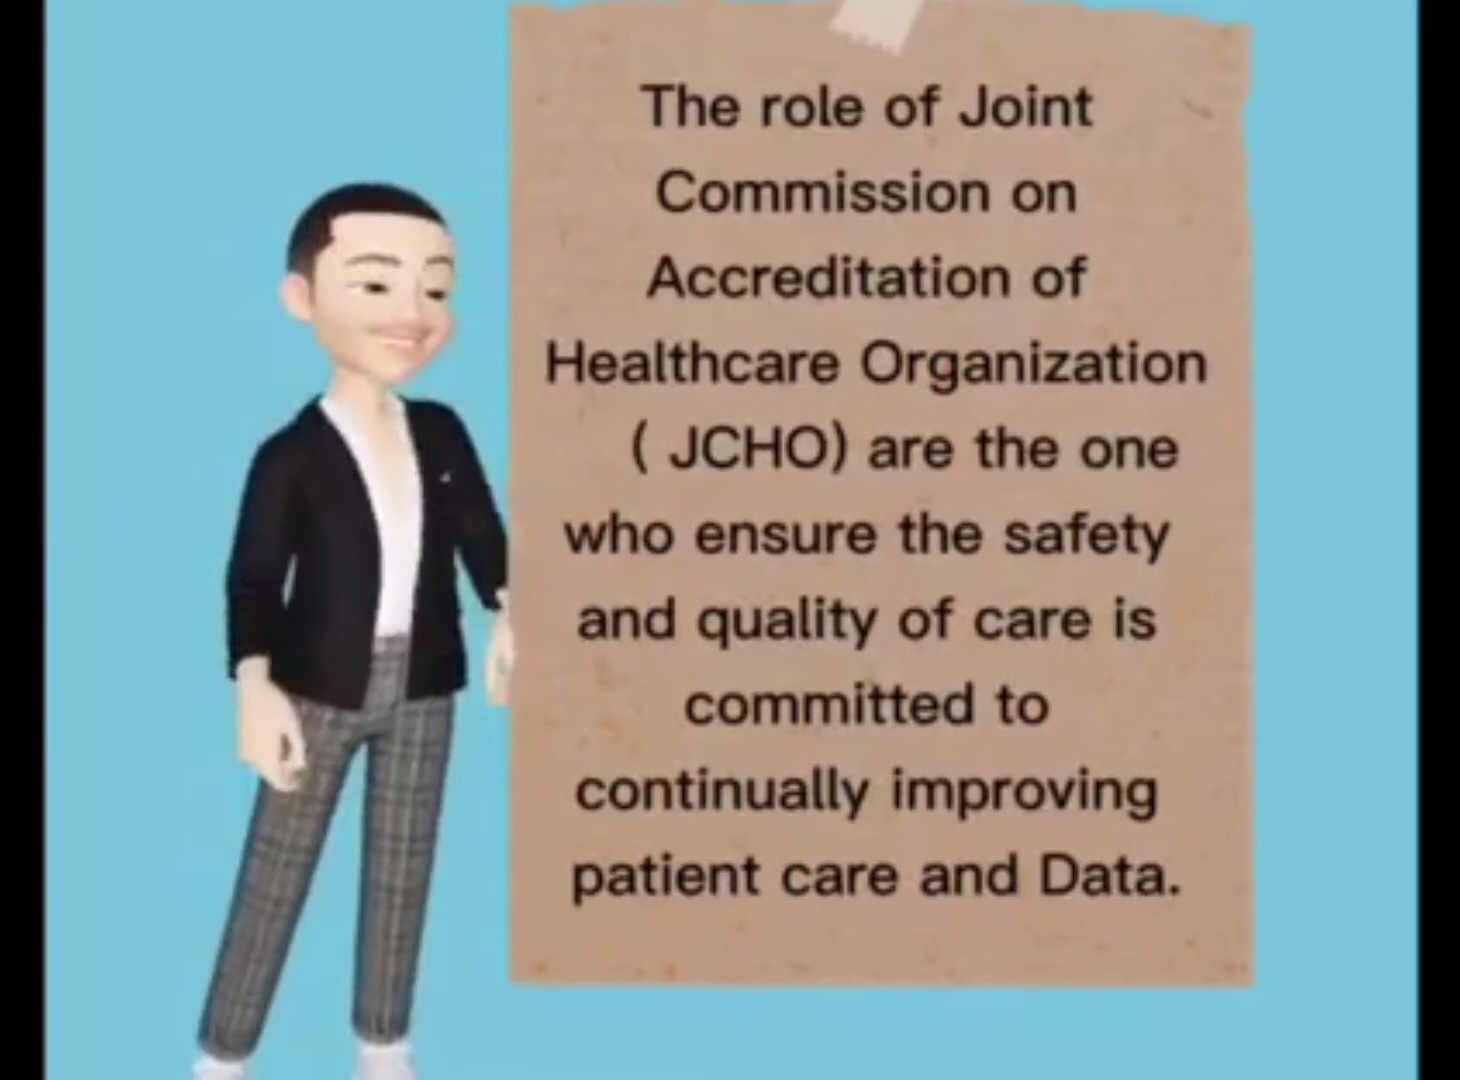 The role of Joint
Commission on
Accreditation of
Healthcare Organization
( JCHO) are the one
who ensure the safety
and quality of care is
committed to
continually improving
patient care and Data.